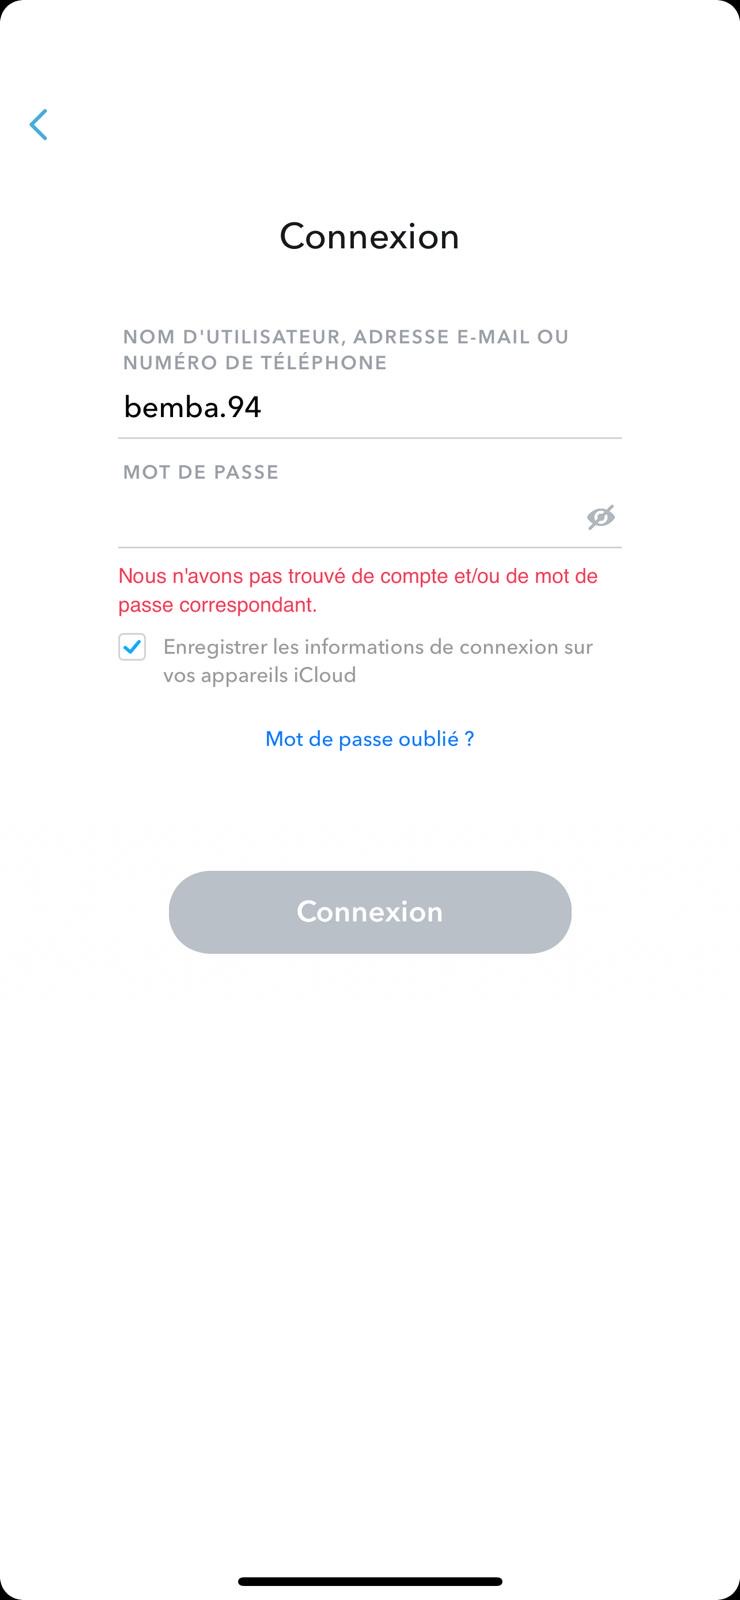 Connexion
NOM D'UTILISATEUR, ADRESSE E-MAIL OU
NUMÉRO DE TÉLÉPHONE
bemba.94
MOT DE PASSE
Nous n'avons pas trouvé de compte et/ou de mot de
passe correspondant.
Enregistrer les informations de connexion sur
vos appareils iCloud
Mot de passe oublié ?
Connexion